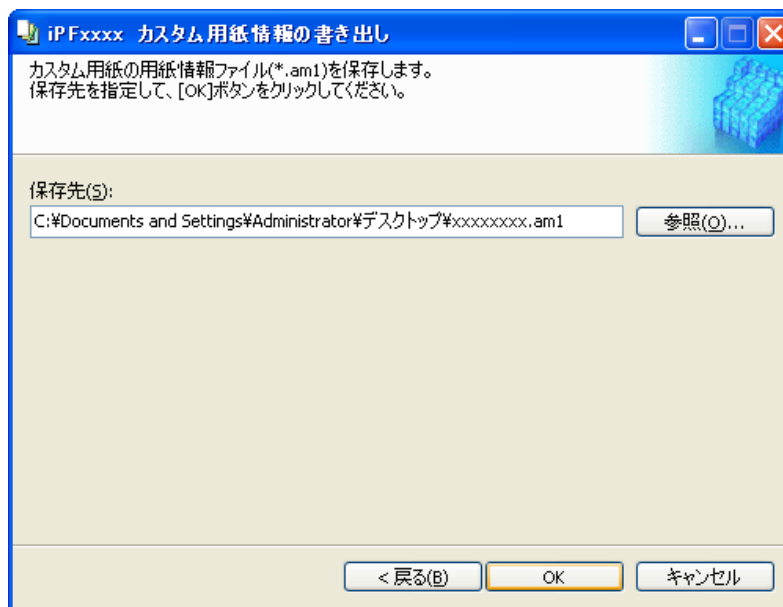 iPFxxxx カスタム用紙情報の書き出し
カスタム用紙の用紙情報ファイル(*.am1)を保存します。
保存先を指定して、[OK]ボタンをクリックしてください。
保存先(S):
C:¥Documents and Settings¥Administrator¥デスクトップ¥xxxxxxxx.am1
参照(O)...
< 戻る(B)
OK
キャンセル